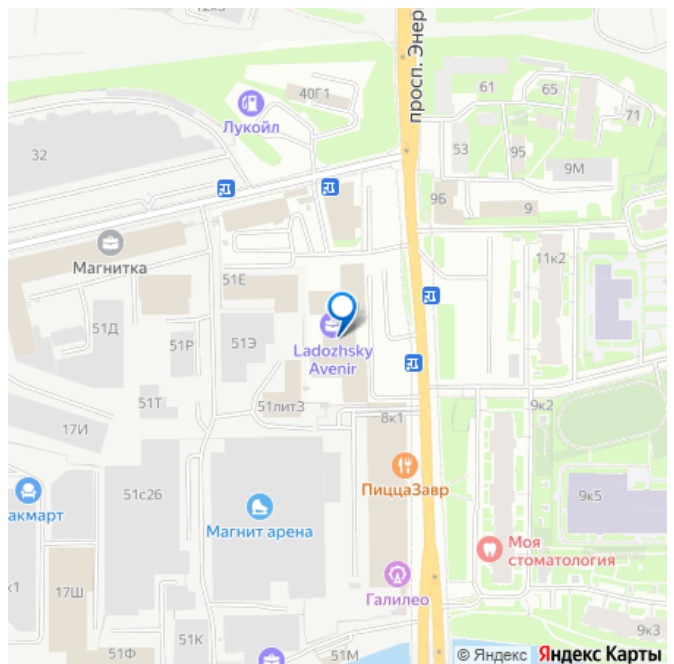 12к3
просп. Энер
40Г1
Лукойл
61
65
71
53
95
32
9М
9Б
9
Магнитка
51Е
11к2
51Д
51Р
51Э
Ladozhsky
Avenir
51Т
51лит3
8к1
9к2
17И
ПиццаЗавр
51с26
9к5
акмарт
Магнит арена
Моя
стоматология
к1
17Ш
Галилео
9к3
51К
51Ф
51М
© Яндекс Яндекс Карты